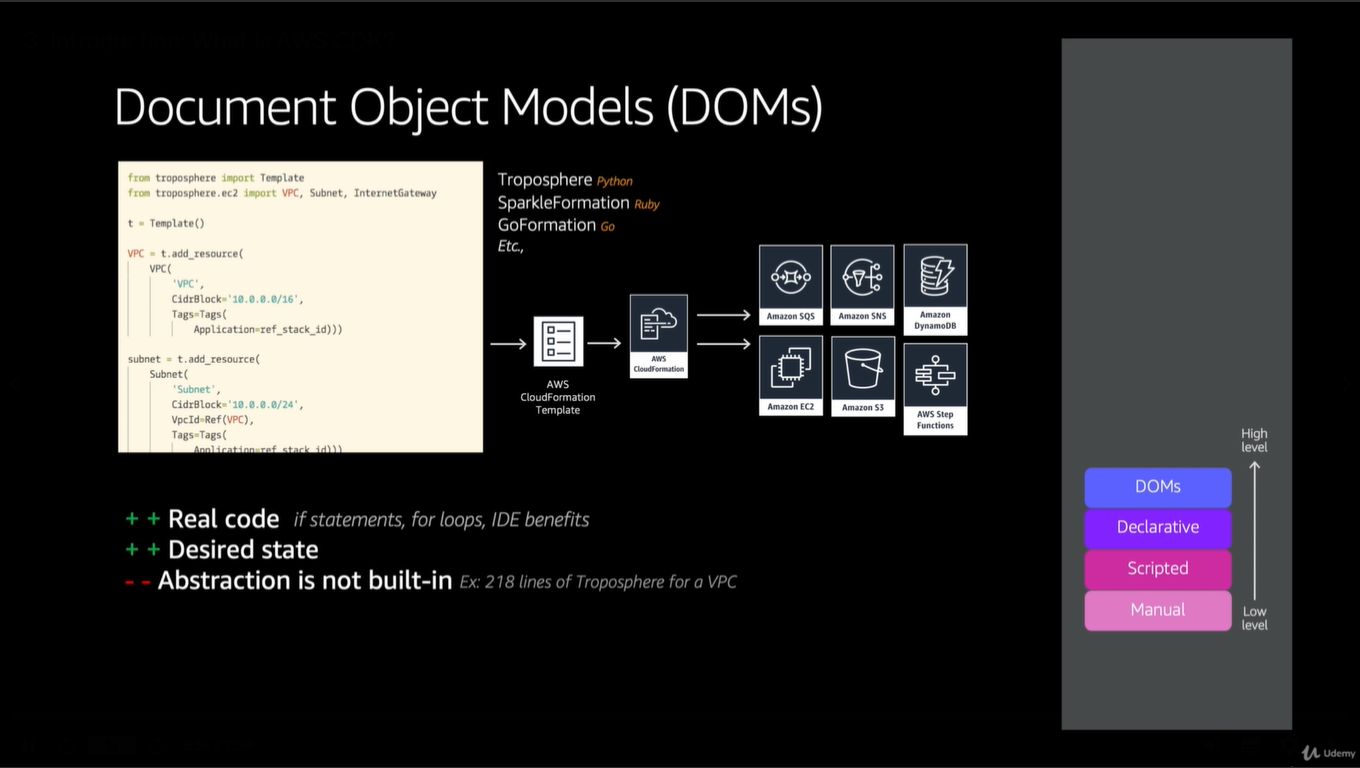 Document Object Models (DOMs)
from troposphere import Template
from troposphere.ec2 import VPC, Subnet, InternetGateway
t = Template()
VPC = t.add_resource(
VPC(
'VPC',
CidrBlock='10.0.0.0/16',
Tags=Tags(
Application=ref_stack_id)))
subnet = t.add_resource(
Subnet(
'Subnet',
CidrBlock='10.0.0.0/24',
VpcId=Ref(VPC),
Tags=Tags(
Application=ref_stack_id)))
Troposphere Python
SparkleFormation Ruby
GoFormation Go
Etc.,
AWS
CloudFormation
Template
AWS
CloudFormation
Amazon SQS
Amazon SNS
Amazon
DynamoDB
Amazon EC2
Amazon S3
AWS Step
Functions
+ + Real code if statements, for loops, IDE benefits
+ + Desired state
- - Abstraction is not built-in Ex: 218 lines of Troposphere for a VPC
High
level
DOMs
Declarative
Scripted
Manual
Low
level
Udemy